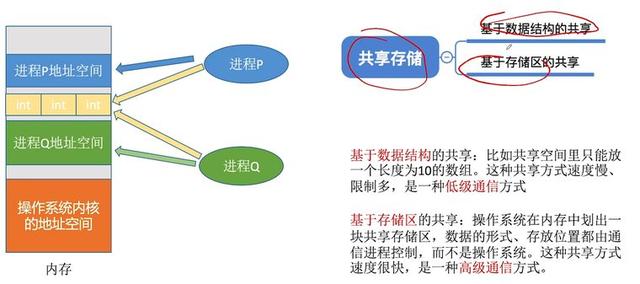 进程P地址空间
int int int
进程Q地址空间
操作系统内核
的地址空间
内存
进程P
进程Q
共享存储
基于数据结构的共享
基于存储区的共享
基于数据结构的共享：比如共享空间里只能放
一个长度为10的数组。这种共享方式速度慢、
限制多，是一种低级通信方式
基于存储区的共享：操作系统在内存中划出一
块共享存储区，数据的形式、存放位置都由通
信进程控制，而不是操作系统。这种共享方式
速度很快，是一种高级通信方式。